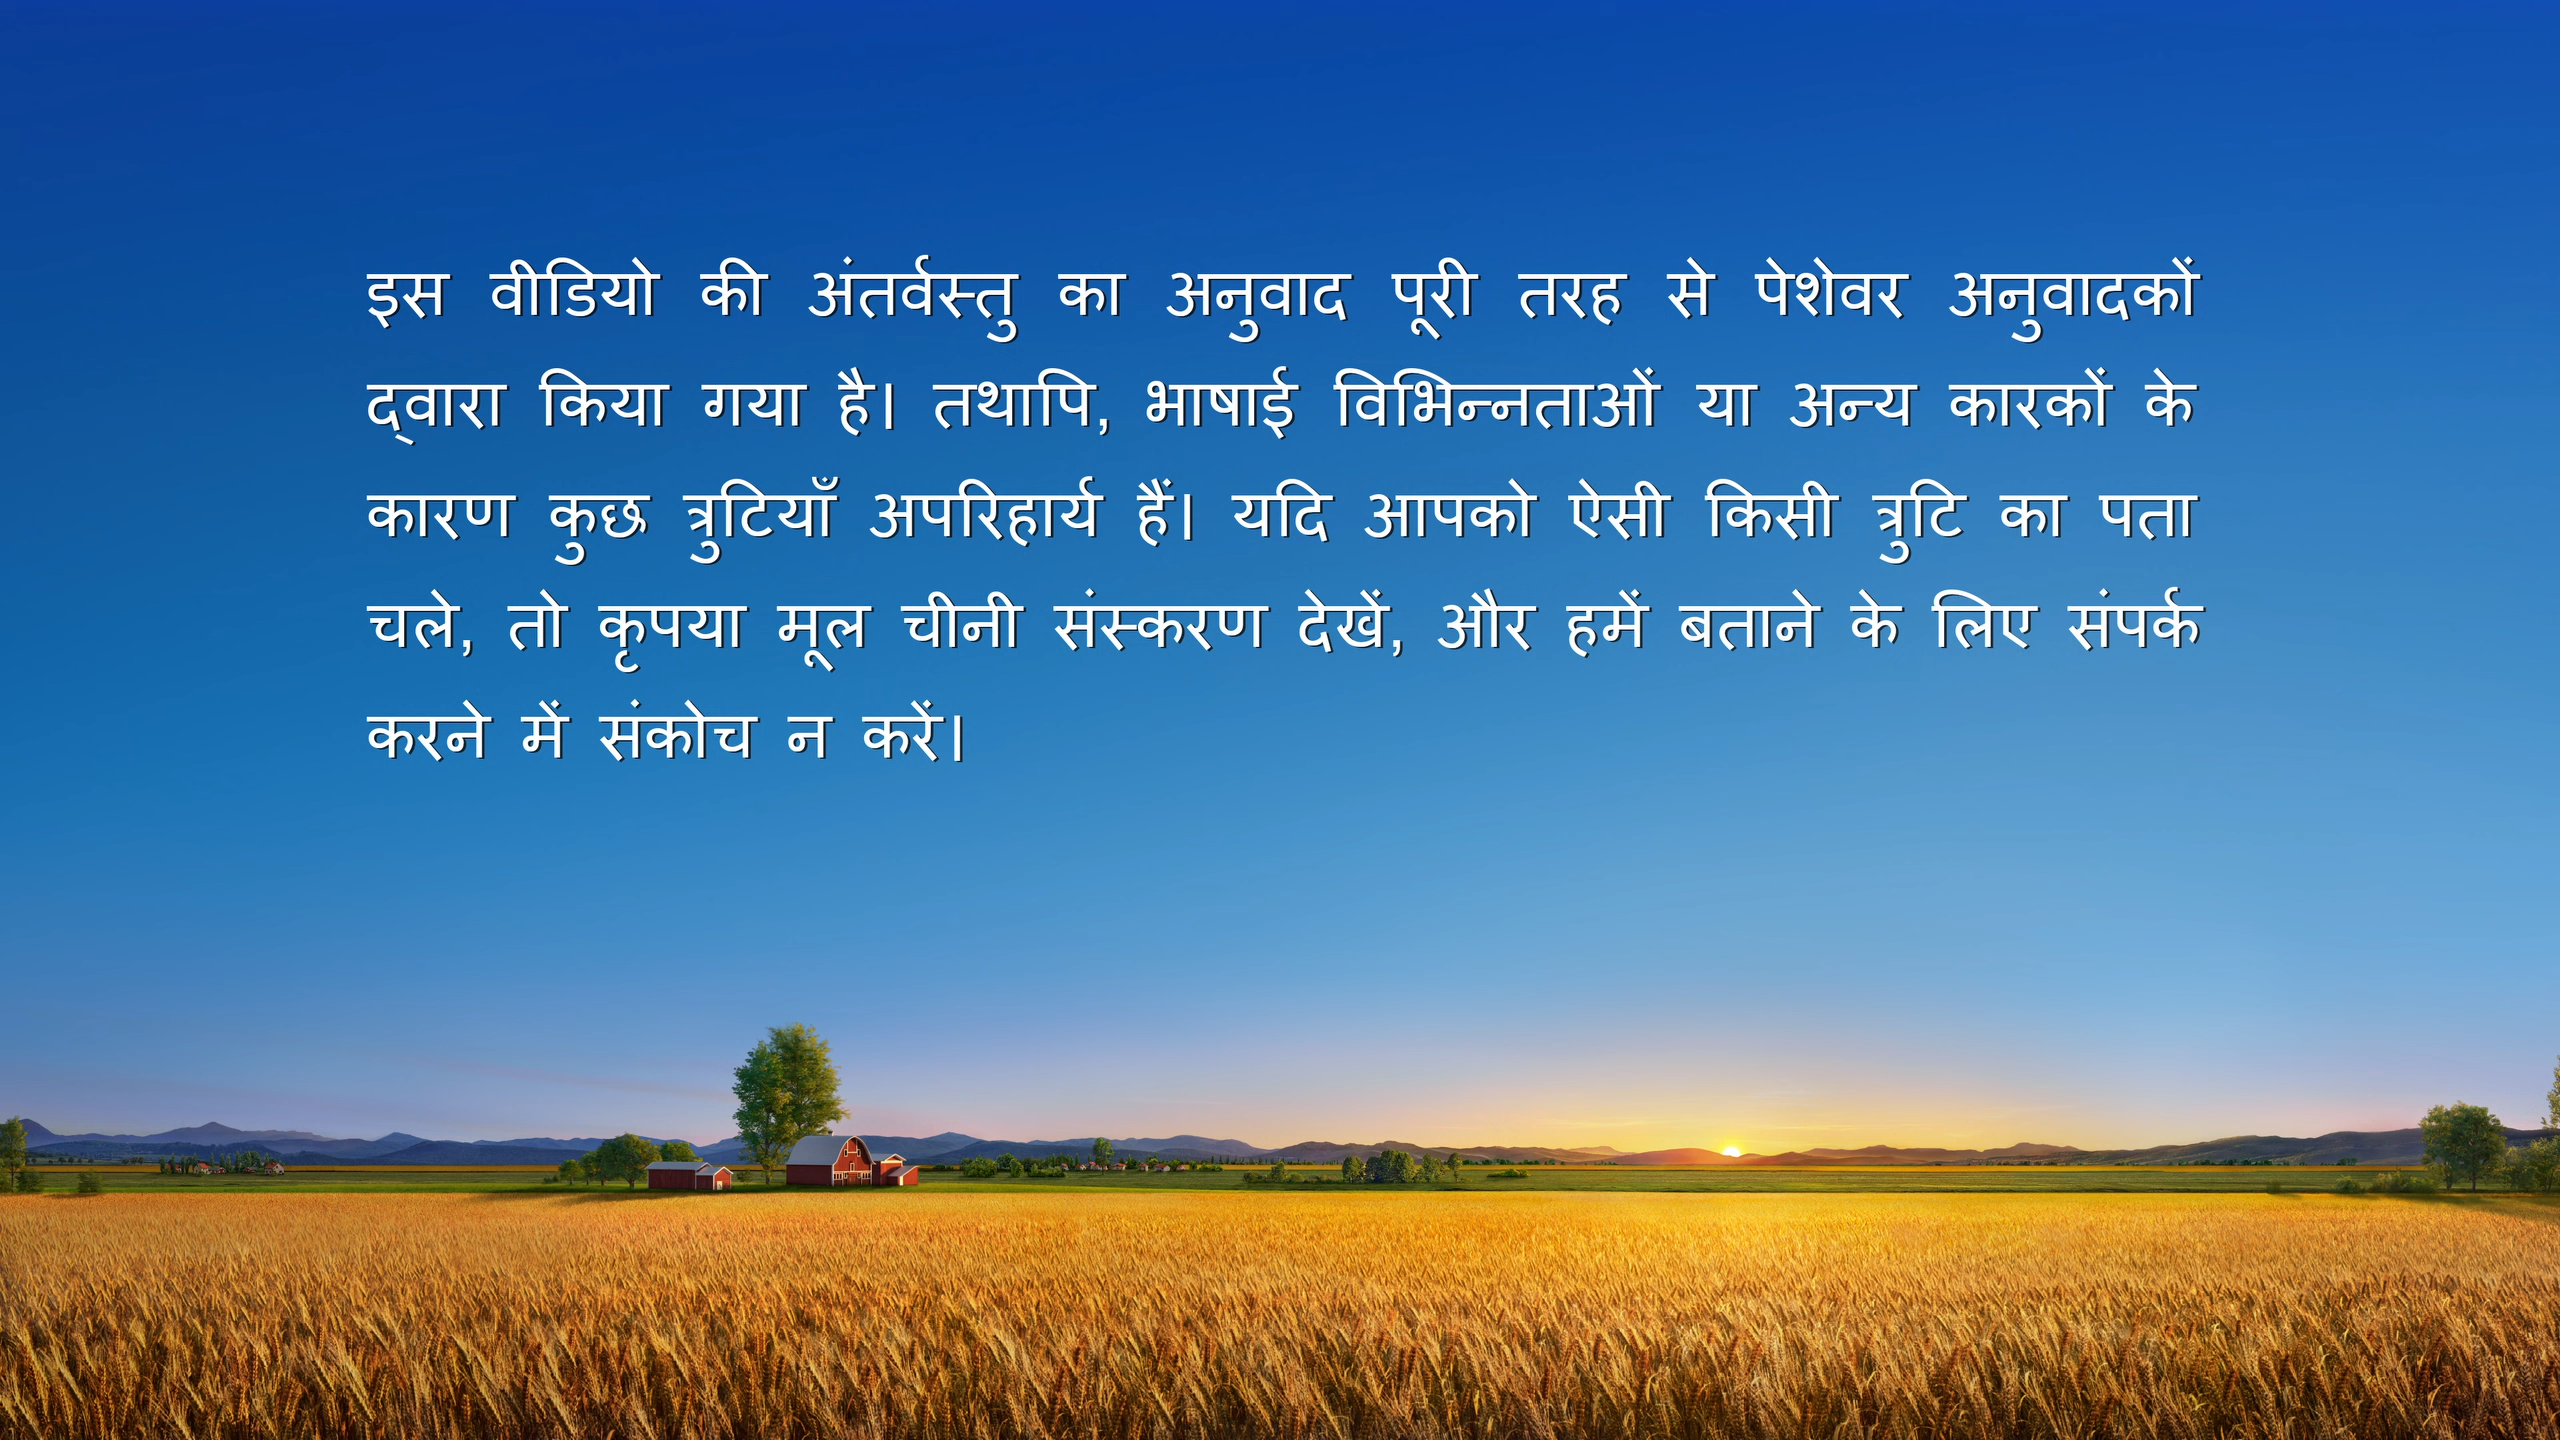 इस वीडियो की अंतर्वस्तु का अनुवाद पूरी तरह से पेशेवर अनुवादकों
द्वारा किया गया है। तथापि, भाषाई विभिन्नताओं या अन्य कारकों के
कारण कुछ त्रुटियाँ अपरिहार्य हैं। यदि आपको ऐसी किसी त्रुटि का पता
चले, तो कृपया मूल चीनी संस्करण देखें, और हमें बताने के लिए संपर्क
करने में संकोच न करें।